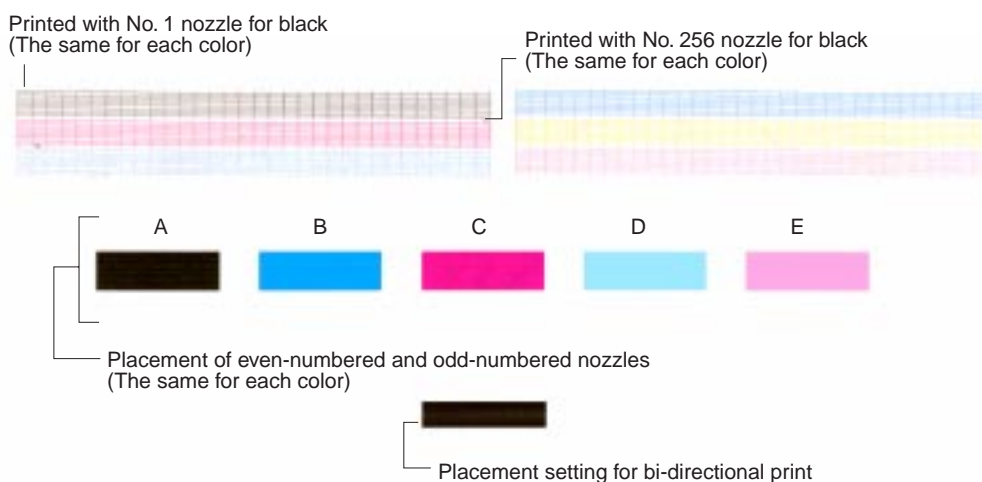 Printed with No. 1 nozzle for black
(The same for each color)
Printed with No. 256 nozzle for black
(The same for each color)
A B C D E
Placement of even-numbered and odd-numbered nozzles
(The same for each color)
Placement setting for bi-directional print